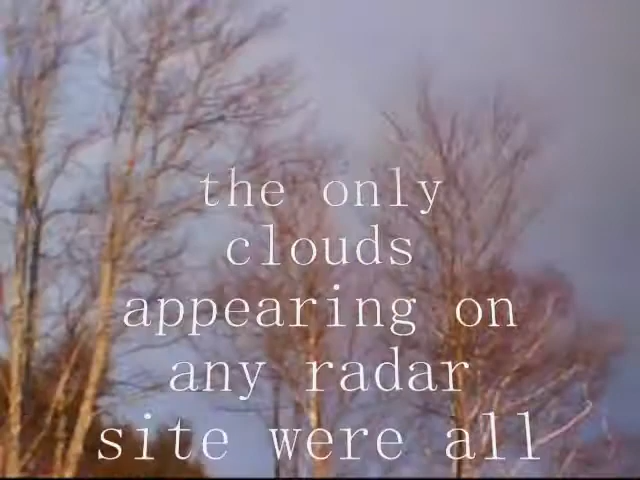 the only
clouds
appearing on
any radar
site were all